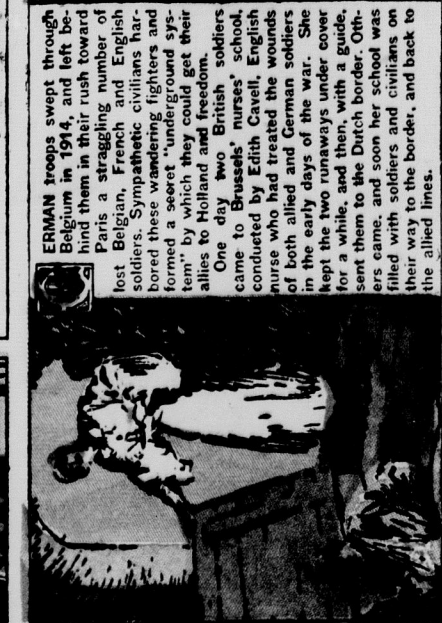 GERMAN troops swept through
Belgium in 1914, and left be-
hind them in their rush toward
Paris a straggling number of
lost Belgian, French and English
soldiers. Sympathetic civilians har-
bored these wandering fighters and
formed a secret "underground sys-
tem" by which they could get their
allies to Holland and freedom.
One day two British soldiers
came to Brussels' nurses' school,
conducted by Edith Cavell, English
nurse who had treated the wounds
of both allied and German soldiers
in the early days of the war. She
kept the two runaways under cover
for a while, and then, with a guide,
sent them to the Dutch border. Oth-
ers came, and soon her school was
filled with soldiers and civilians on
their way to the border, and back to
the allied lines.